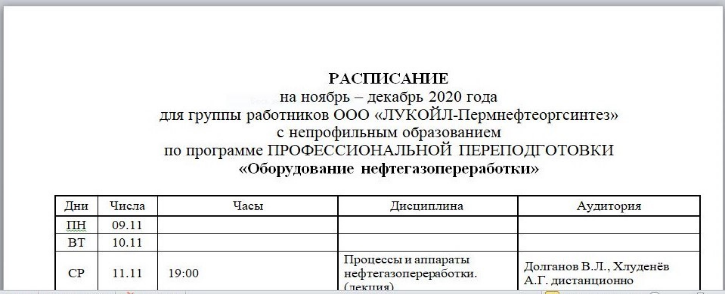 РАСПИСАНИЕ
на ноябрь – декабрь 2020 года
для группы работников ООО «ЛУКОЙЛ-Пермнефтеоргсинтез»
с непрофильным образованием
по программе ПРОФЕССИОНАЛЬНОЙ ПЕРЕПОДГОТОВКИ
«Оборудование нефтегазопереработки»
Дни Числа Часы Дисциплина Аудитория
ПН 09.11
ВТ 10.11
СР 11.11 19:00 Процессы и аппараты нефтегазопереработки. (лекция) Долганов В.Л., Хлуденёв А.Г. дистанционно